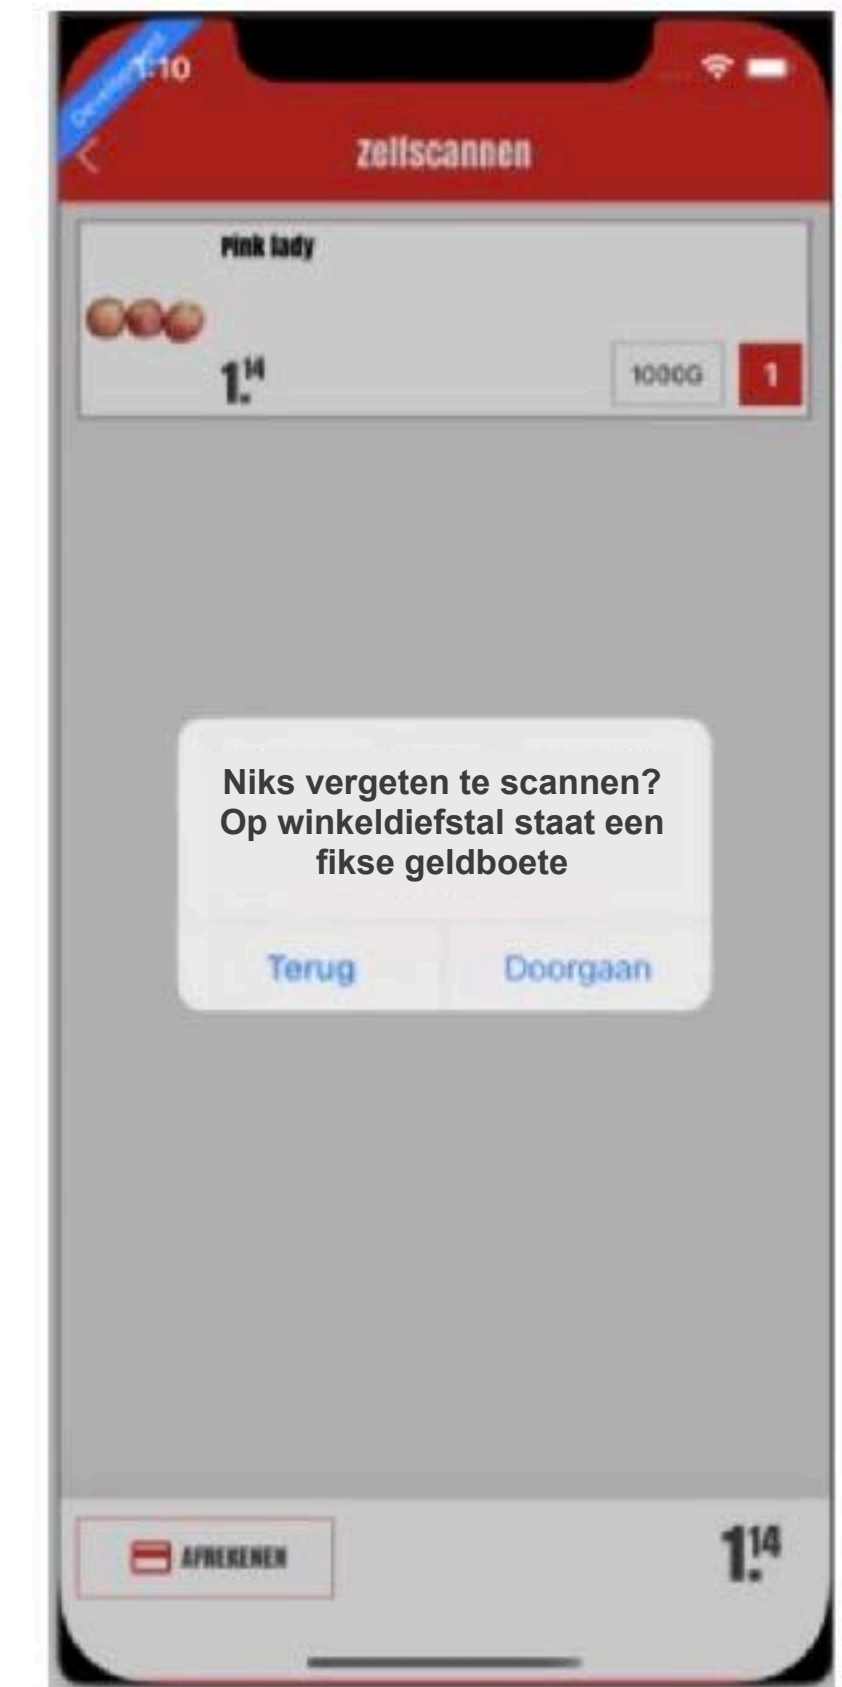 1:10
Zelfscannen
Pink lady
1.14
1000G
1
Niks vergeten te scannen?
Op winkeldiefstal staat een
fikse geldboete
Terug
Doorgaan
AFREKENEN
1.14